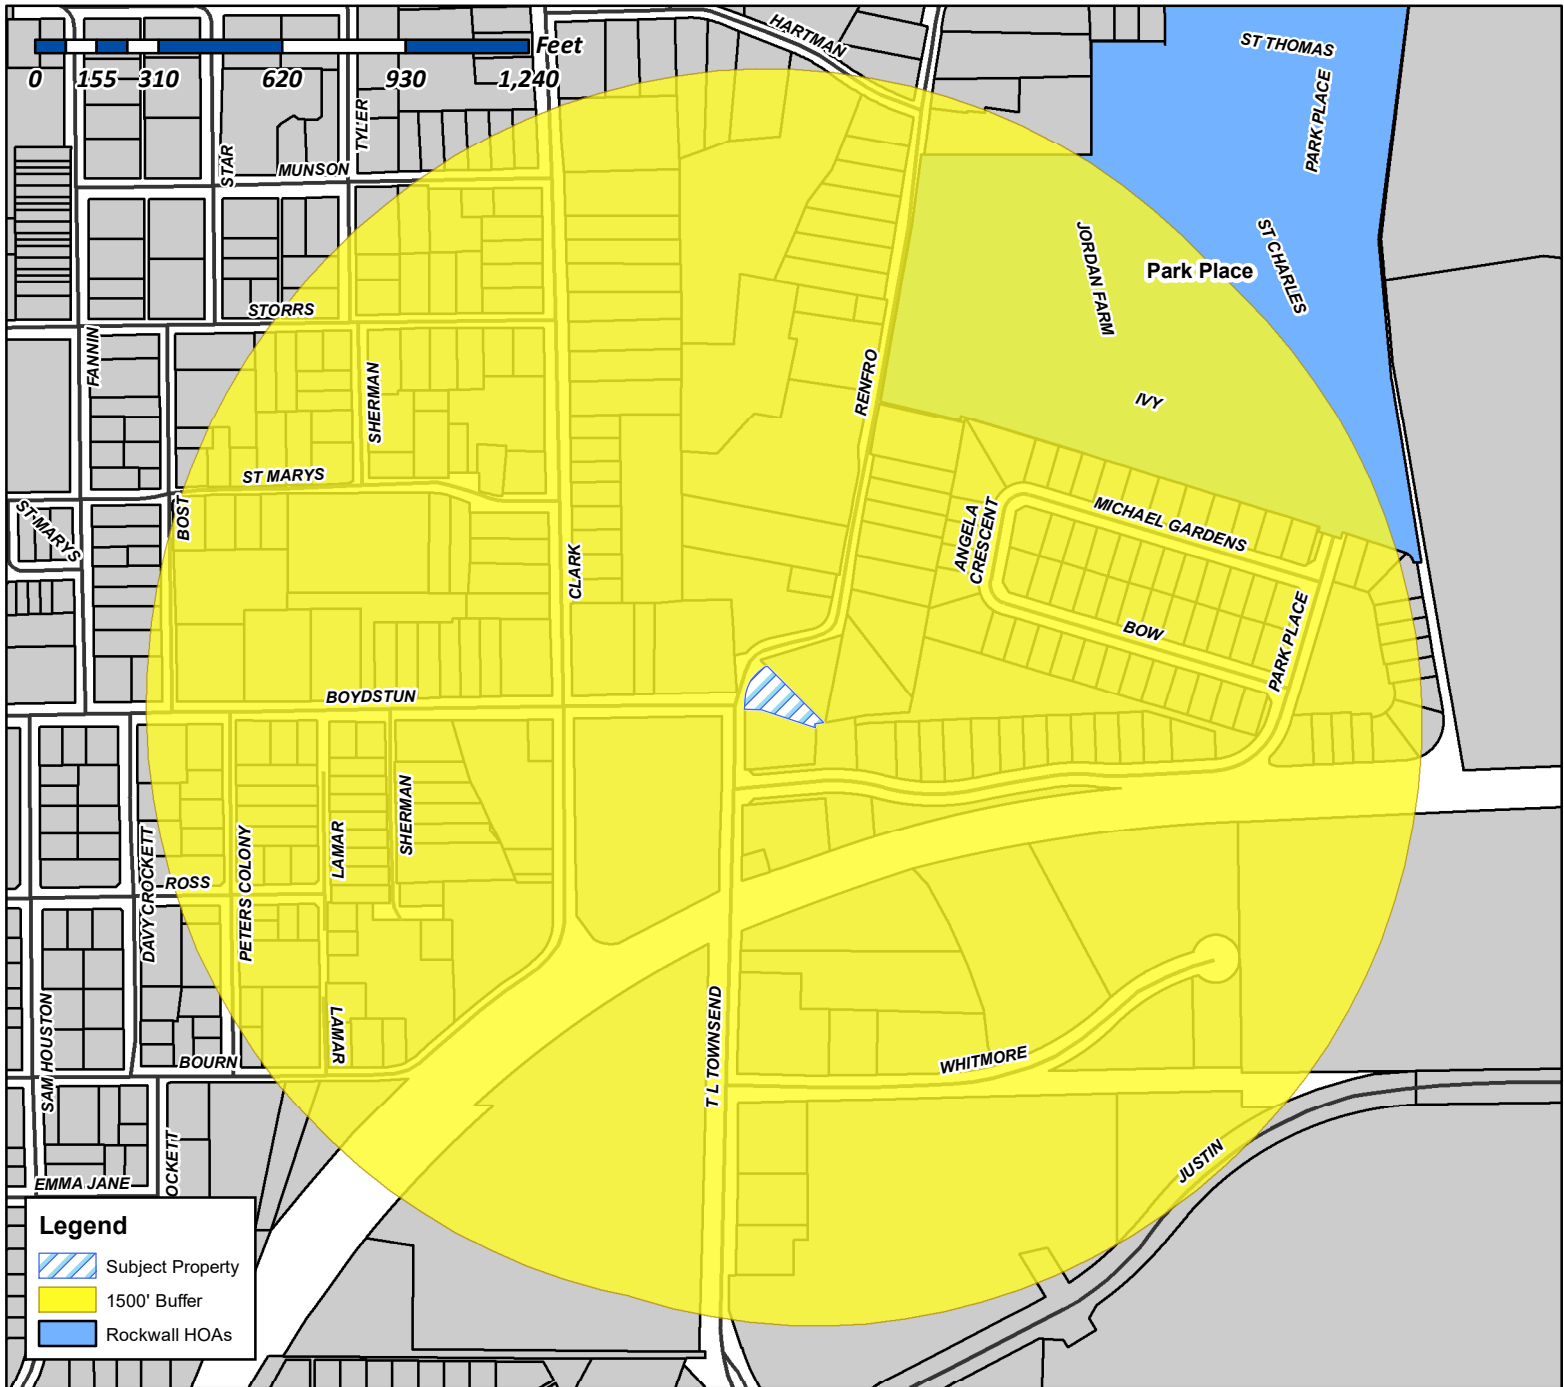 HARTMAN
ST THOMAS
PARK PLACE
Feet
0 155 310 620 930 1,240
TYLER
STAR
MUNSON
JORDAN FARM
Park Place
ST CHARLES
STORRS
FANNIN
SHERMAN
RENFRO
IVY
ST MARYS
BOST
ST MARYS
CLARK
ANGELA
CRESCENT
MICHAEL GARDENS
BOW
PARK PLACE
BOYDSTUN
DAVY CROCKETT
PETERS COLONY
LAMAR
SHERMAN
ROSS
SAM HOUSTON
LAMAR
BOURN
T L TOWNSEND
WHITMORE
JUSTIN
OCKETT
EMMA JANE
Legend
Subject Property
1500' Buffer
Rockwall HOAs